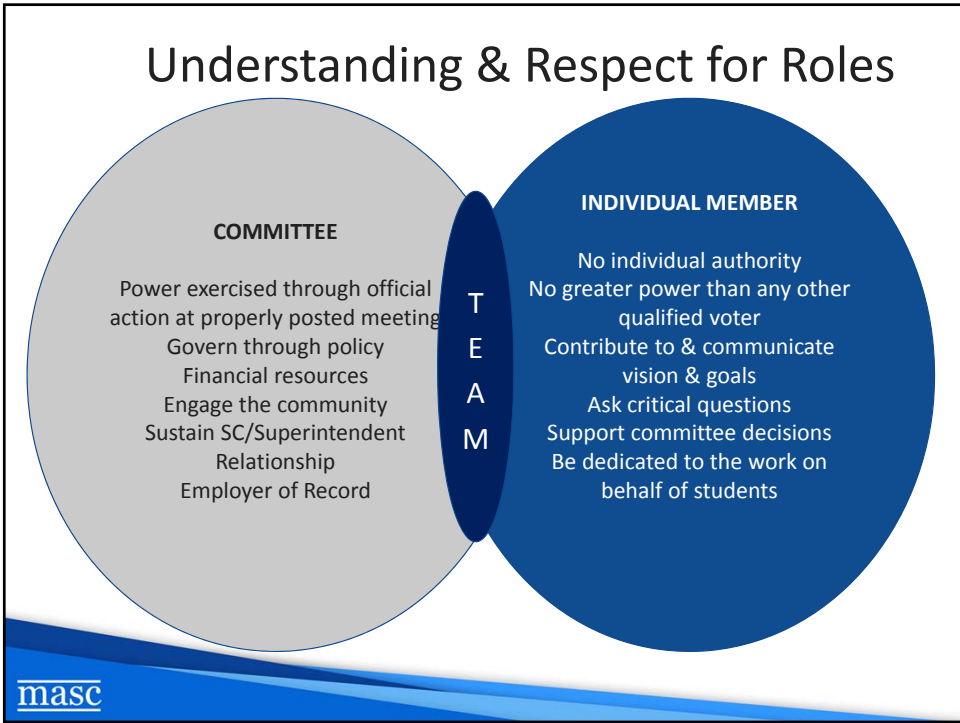 Understanding & Respect for Roles
COMMITTEE
Power exercised through official
action at properly posted meeting
Govern through policy
Financial resources
Engage the community
Sustain SC/Superintendent
Relationship
Employer of Record
T
E
A
M
INDIVIDUAL MEMBER
No individual authority
No greater power than any other
qualified voter
Contribute to & communicate
vision & goals
Ask critical questions
Support committee decisions
Be dedicated to the work on
behalf of students
masc